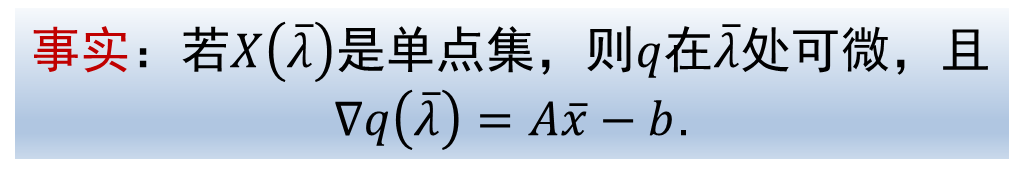 事实：若𝑋(𝜆̄)是单点集，则𝑞在𝜆̄处可微，且
∇𝑞(𝜆̄) = 𝐴𝑥̄ − 𝑏.